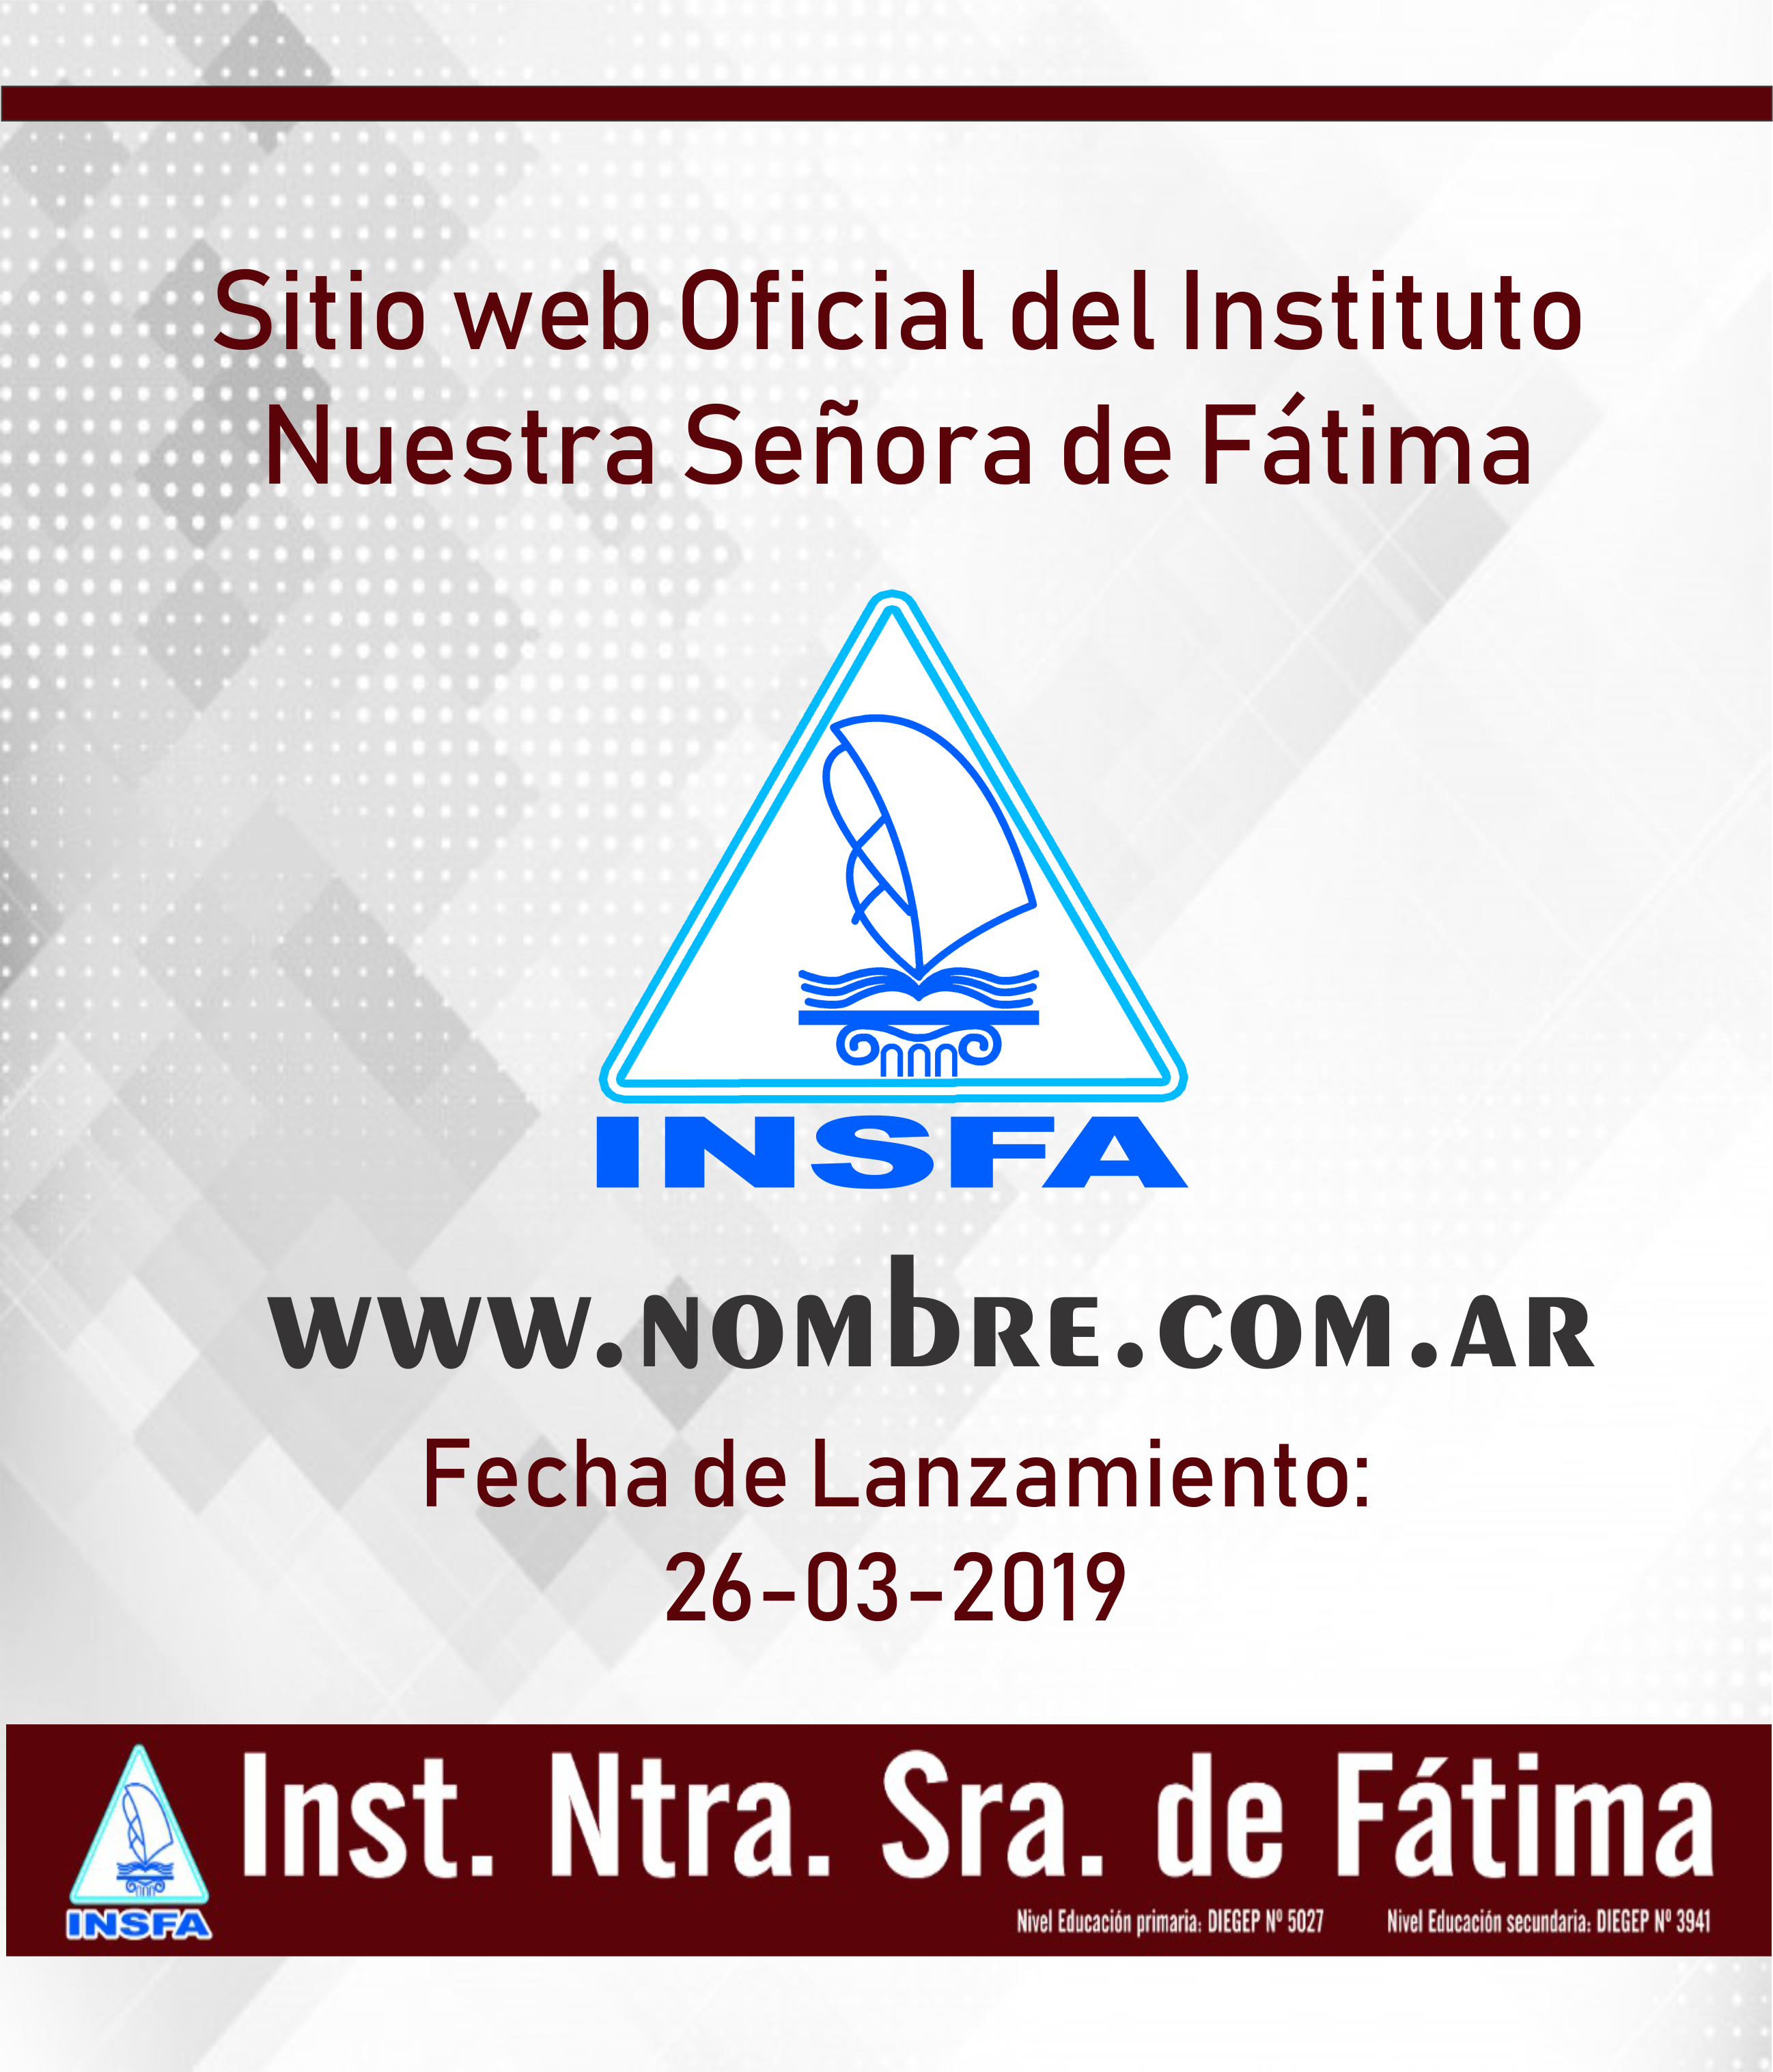 Sitio web Oficial del Instituto
Nuestra Señora de Fátima
INSFA
www.nombre.com.ar
Fecha de Lanzamiento:
26-03-2019
Inst. Ntra. Sra. de Fátima
INSFA
Nivel Educación primaria: DIEGEP Nº 5027 Nivel Educación secundaria: DIEGEP Nº 3941